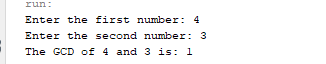 run:
Enter the first number: 4
Enter the second number: 3
The GCD of 4 and 3 is: 1